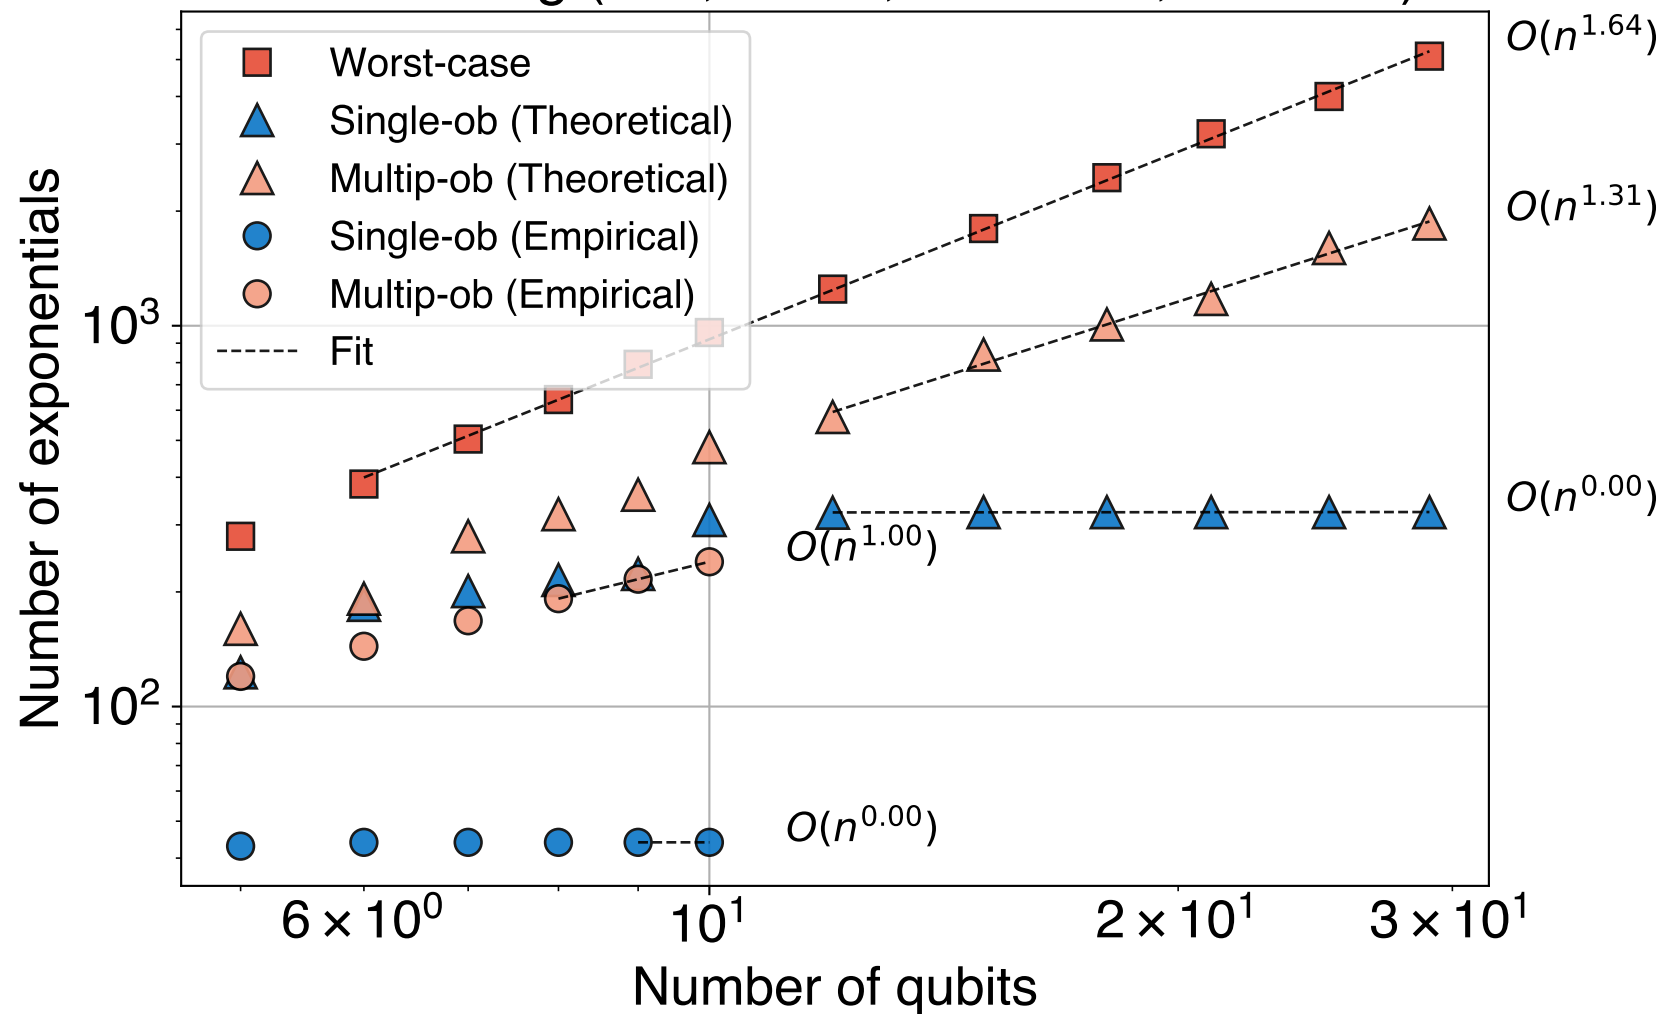 Worst-case
Single-ob (Theoretical)
Multip-ob (Theoretical)
Single-ob (Empirical)
Multip-ob (Empirical)
Fit
O(n^1.64)
O(n^1.31)
O(n^0.00)
O(n^1.00)
O(n^0.00)
10^3
10^2
Number of exponentials
6×10^0
10^1
2×10^1
3×10^1
Number of qubits